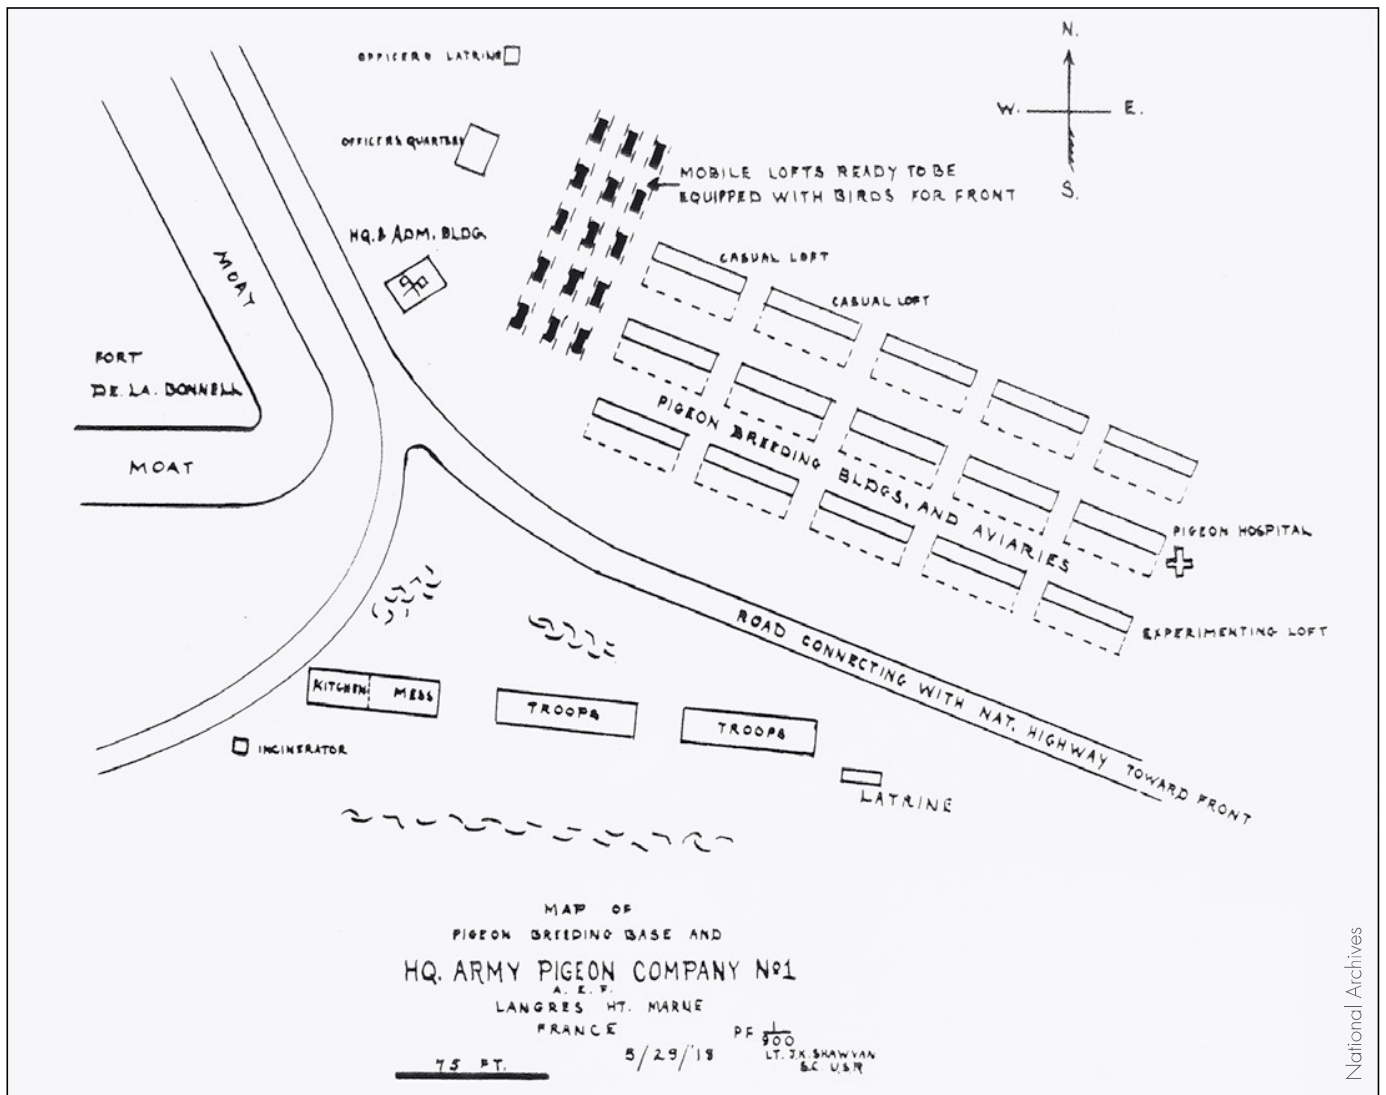 N.
W. E.
S.
OFFICERS LATRINE
OFFICERS QUARTERS
MOBILE LOFTS READY TO BE
EQUIPPED WITH BIRDS FOR FRONT
HQ. & ADM. BLDG.
CASUAL LOFT
CASUAL LOFT
MOAT
FORT
DE. LA. BONNELL
MOAT
PIGEON BREEDING BLDGS, AND AVIARIES
PIGEON HOSPITAL
EXPERIMENTING LOFT
ROAD CONNECTING WITH NAT. HIGHWAY TOWARD FRONT
KITCHEN MESS
TROOPS
TROOPS
INCINERATOR
LATRINE
MAP OF
PIGEON BREEDING BASE AND
HQ. ARMY PIGEON COMPANY Nº1
A. E. F.
LANGRES HT. MARNE
FRANCE
RF 1/900
5/29/'18
LT. J.K. SHAWVAN
S.C. U.S.R
75 FT.
National Archives